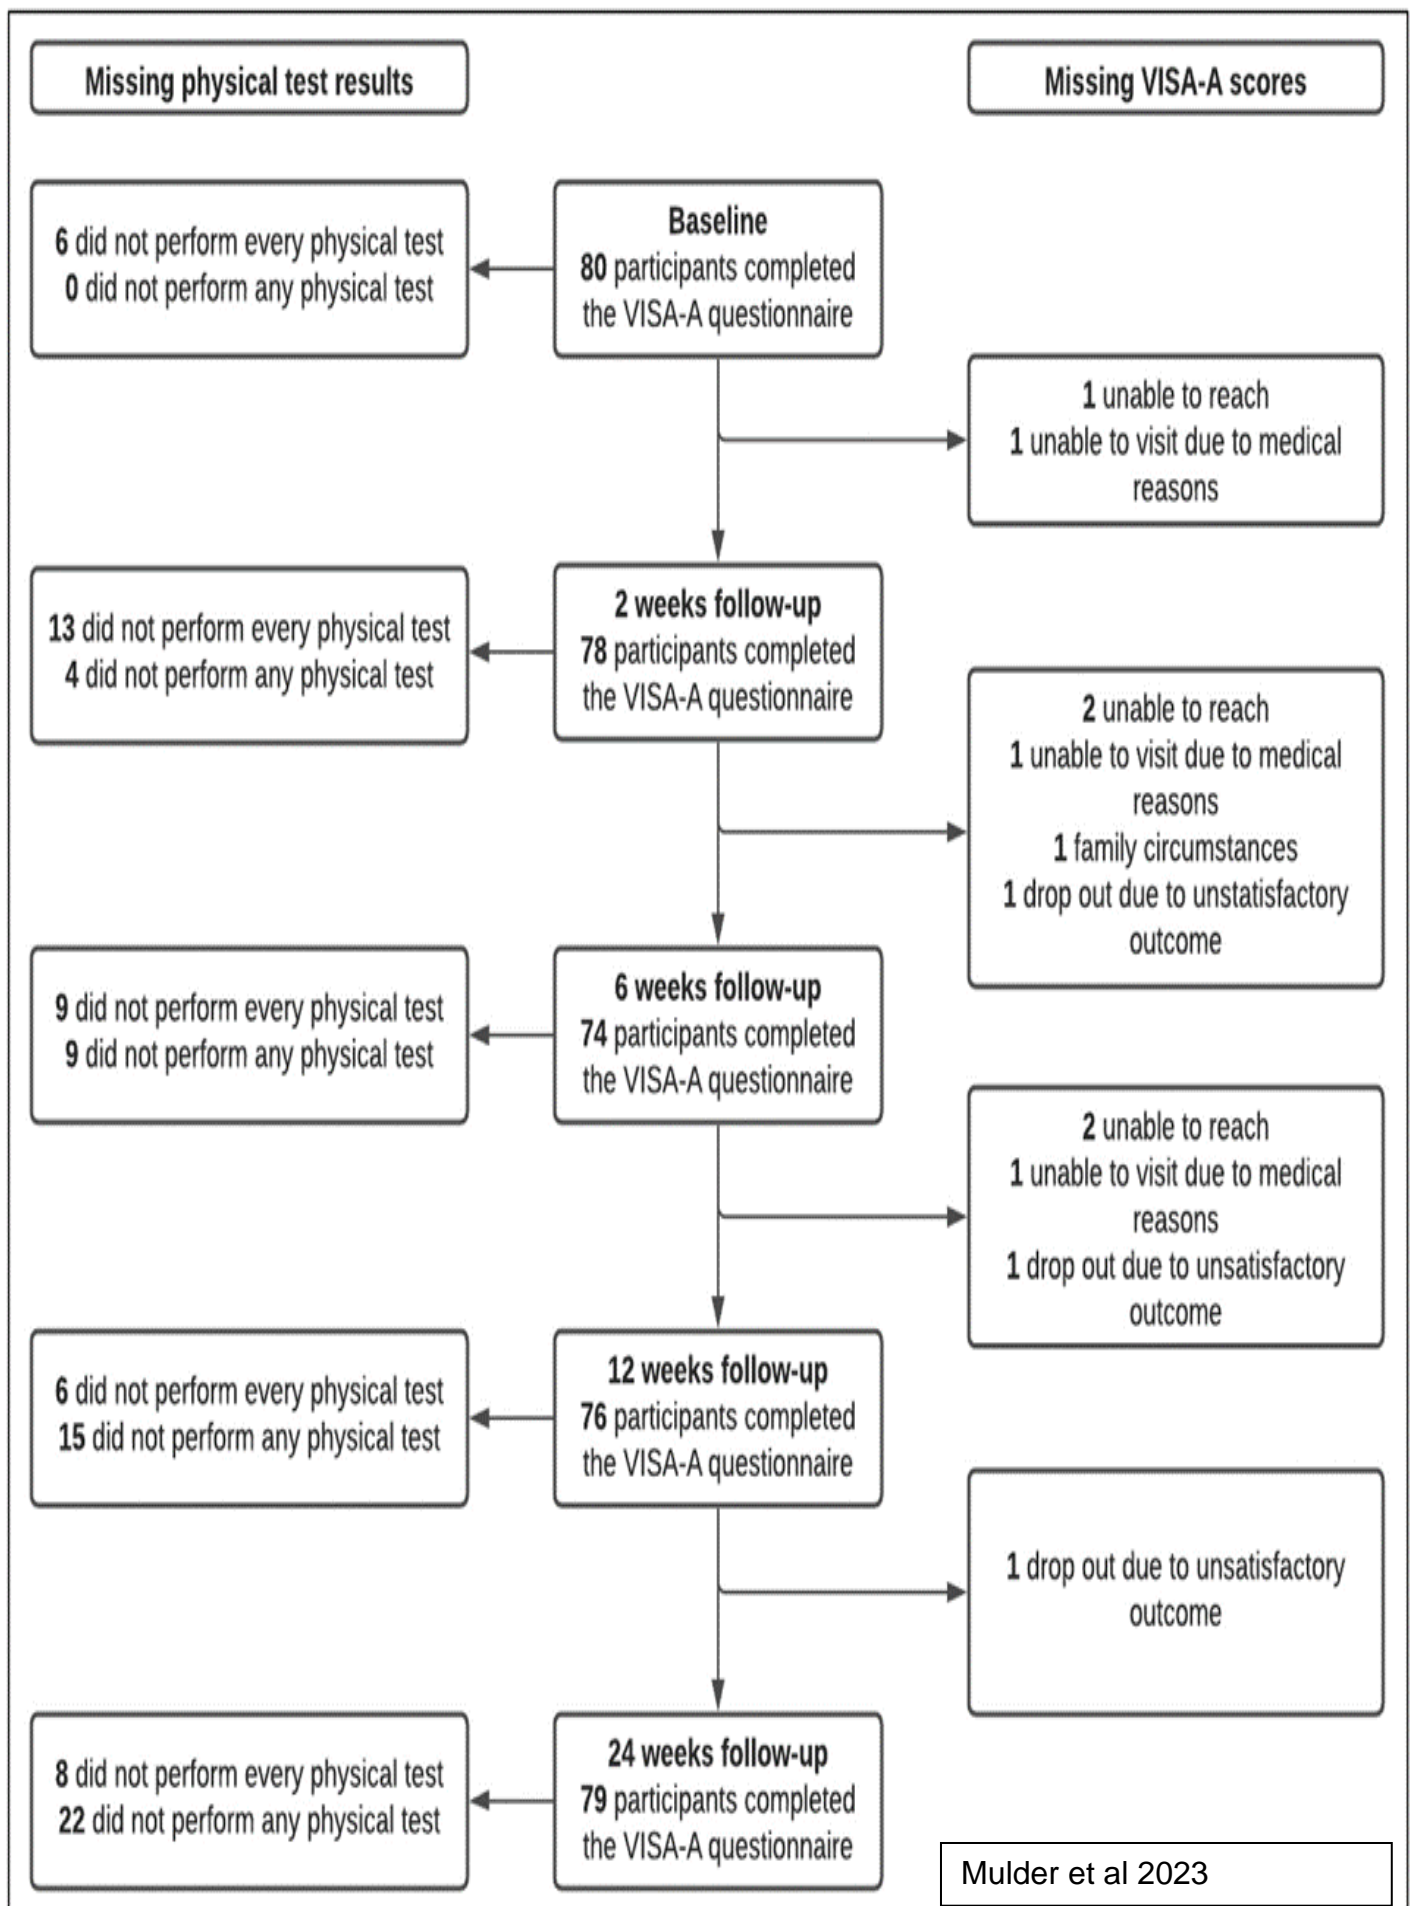 Missing physical test results
Missing VISA-A scores
6 did not perform every physical test
0 did not perform any physical test
Baseline
80 participants completed
the VISA-A questionnaire
1 unable to reach
1 unable to visit due to medical
reasons
13 did not perform every physical test
4 did not perform any physical test
2 weeks follow-up
78 participants completed
the VISA-A questionnaire
2 unable to reach
1 unable to visit due to medical
reasons
1 family circumstances
1 drop out due to unstatisfactory
outcome
9 did not perform every physical test
9 did not perform any physical test
6 weeks follow-up
74 participants completed
the VISA-A questionnaire
2 unable to reach
1 unable to visit due to medical
reasons
1 drop out due to unsatisfactory
outcome
6 did not perform every physical test
15 did not perform any physical test
12 weeks follow-up
76 participants completed
the VISA-A questionnaire
1 drop out due to unsatisfactory
outcome
8 did not perform every physical test
22 did not perform any physical test
24 weeks follow-up
79 participants completed
the VISA-A questionnaire
Mulder et al 2023